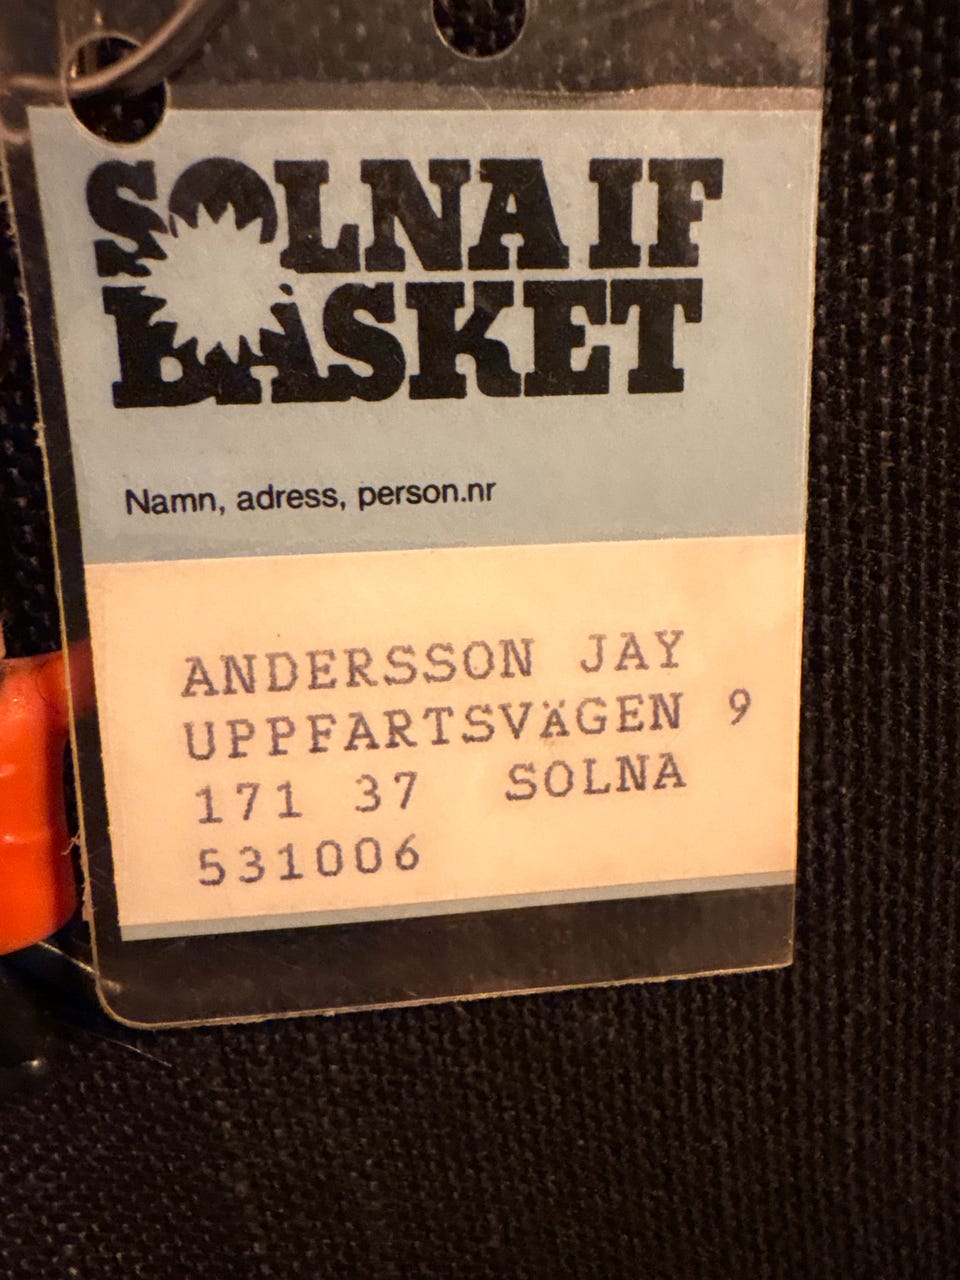 SOLNA IF
BASKET
Namn, adress, person.nr
ANDERSSON JAY
UPPFARTSVÄGEN 9
171 37 SOLNA
531006